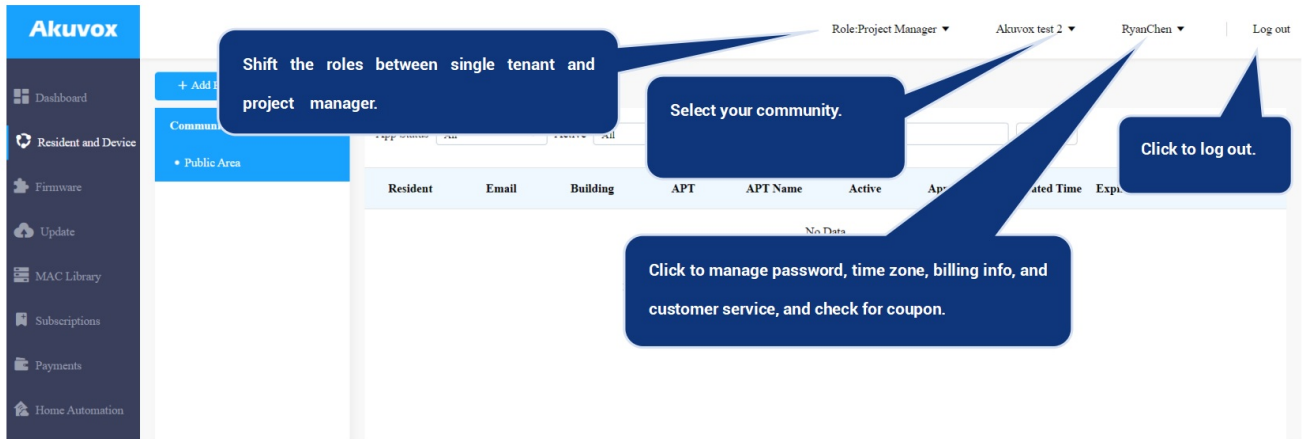 Akuvox
Role:Project Manager
Akuvox test 2
RyanChen
Log out
Shift the roles between single tenant and
project manager.
Select your community.
Click to log out.
Dashboard
Resident and Device
Firmware
Update
MAC Library
Subscriptions
Payments
Home Automation
+ Add
Public Area
All
Active
All
Resident Email Building APT APT Name Active Time
No Data
Click to manage password, time zone, billing info, and
customer service, and check for coupon.